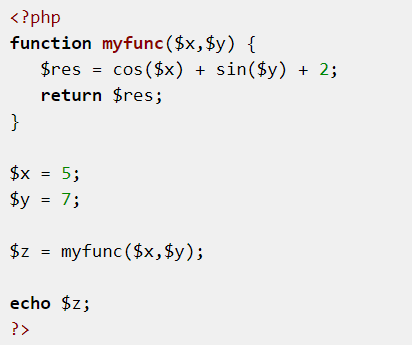 <?php
function myfunc($x,$y) {
   $res = cos($x) + sin($y) + 2;
   return $res;
}

$x = 5;
$y = 7;

$z = myfunc($x,$y);

echo $z;
?>